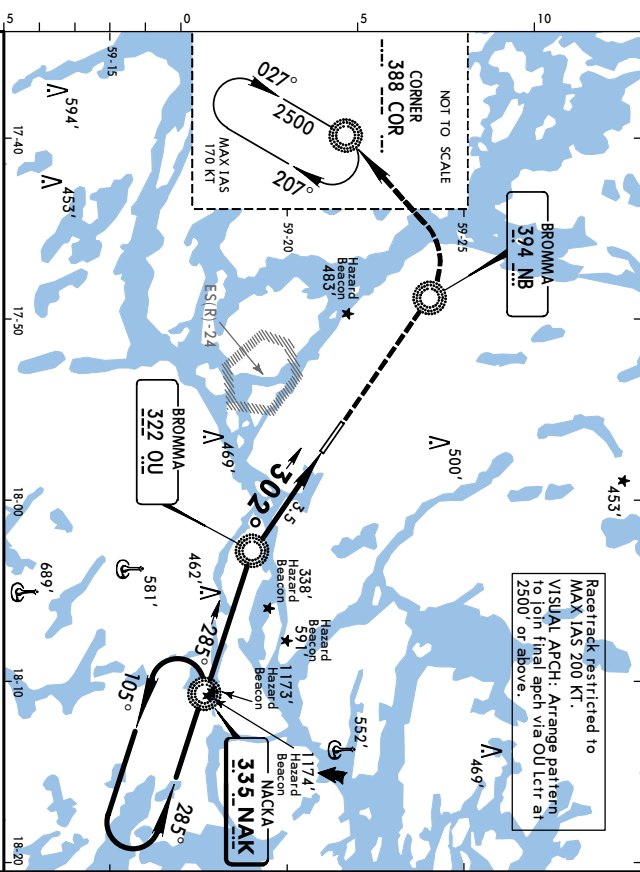 5
0
5
10
59-15
17-40
17-50
18-00
18-10
18-20
59-20
59-25
NOT TO SCALE
CORNER
388 COR
027°
2500
207°
MAX IAS
170 KT
594'
453'
BROMMA
394 NB
Hazard
Beacon
483'
ES(R)-24
BROMMA
322 OU
469'
500'
453'
302°
3.5
462'
285°
338'
Hazard
Beacon
Hazard
Beacon
591'
581'
689'
1173'
Hazard
Beacon
1174'
Hazard
Beacon
552'
469'
NACKA
335 NAK
105°
285°
Racetrack restricted to
MAX IAS 200 KT.
VISUAL APCH: Arrange pattern
to join final apch via OU Lctr at
2500' or above.